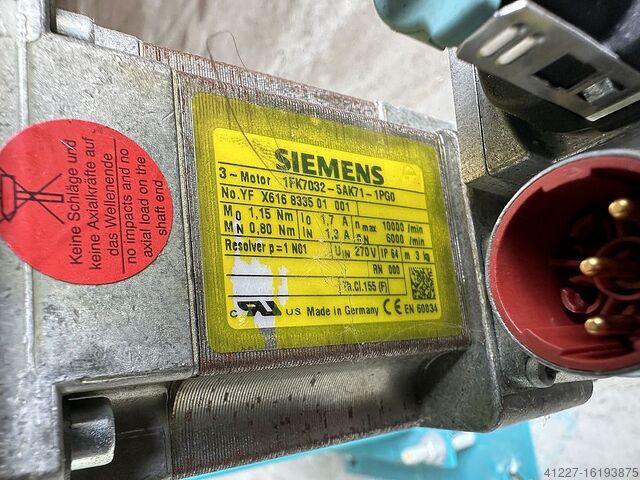 SIEMENS
3~Motor 1FK7032-5AK71-1PG0
No.YF X616 8335 01 001
M0 1,15 Nm I0 1,7 A n max 10000 /min
MN 0,80 Nm IN 1,3 A nN 6000 /min
Resolver p=1 N01 UIN 270 V IP 64 m 3 kg
RN 000
Th.Cl.155 (F)
C US Made in Germany CE EN 60034
Keine Schläge und
keine Axialkräfte auf
das Wellenende
no impacts and no
axial load on the
shaft end
41227-16193875